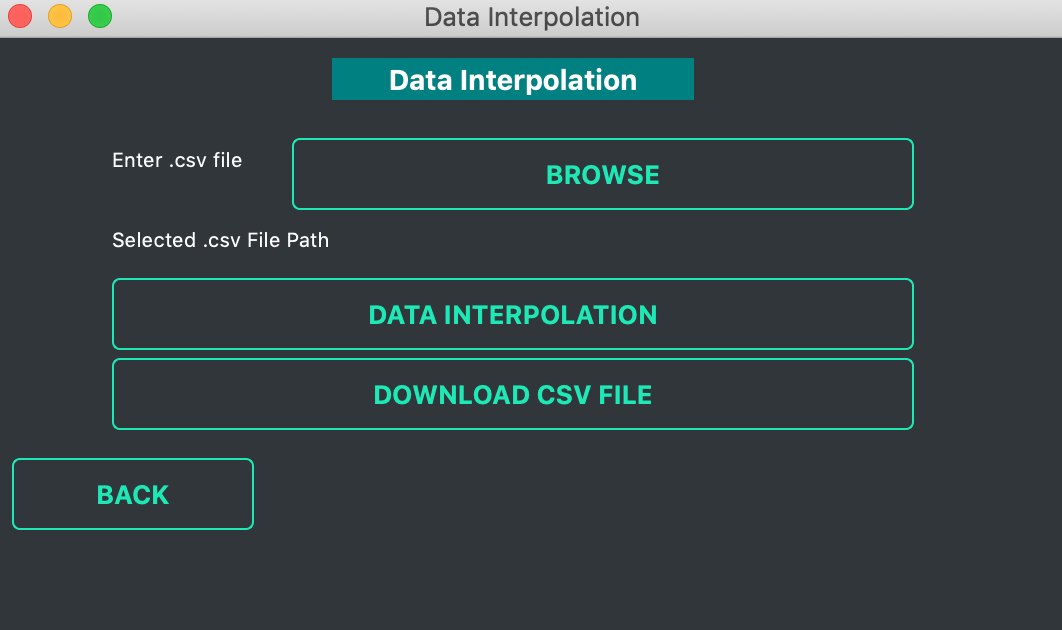 Data Interpolation
Data Interpolation
Enter .csv file
BROWSE
Selected .csv File Path
DATA INTERPOLATION
DOWNLOAD CSV FILE
BACK